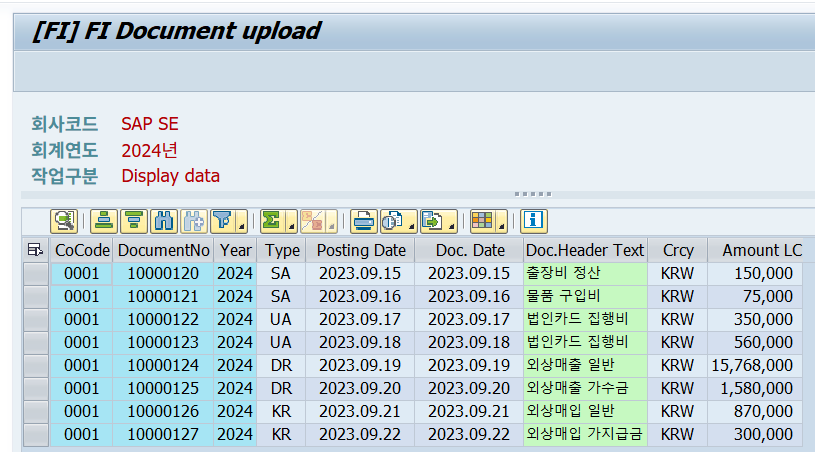 [FI] FI Document upload
회사코드 SAP SE
회계연도 2024년
작업구분 Display data
CoCode DocumentNo Year Type Posting Date Doc. Date Doc.Header Text Crcy Amount LC
0001 10000120 2024 SA 2023.09.15 2023.09.15 출장비 정산 KRW 150,000
0001 10000121 2024 SA 2023.09.16 2023.09.16 물품 구입비 KRW 75,000
0001 10000122 2024 UA 2023.09.17 2023.09.17 법인카드 집행비 KRW 350,000
0001 10000123 2024 UA 2023.09.18 2023.09.18 법인카드 집행비 KRW 560,000
0001 10000124 2024 DR 2023.09.19 2023.09.19 외상매출 일반 KRW 15,768,000
0001 10000125 2024 DR 2023.09.20 2023.09.20 외상매출 가수금 KRW 1,580,000
0001 10000126 2024 KR 2023.09.21 2023.09.21 외상매입 일반 KRW 870,000
0001 10000127 2024 KR 2023.09.22 2023.09.22 외상매입 가지급금 KRW 300,000